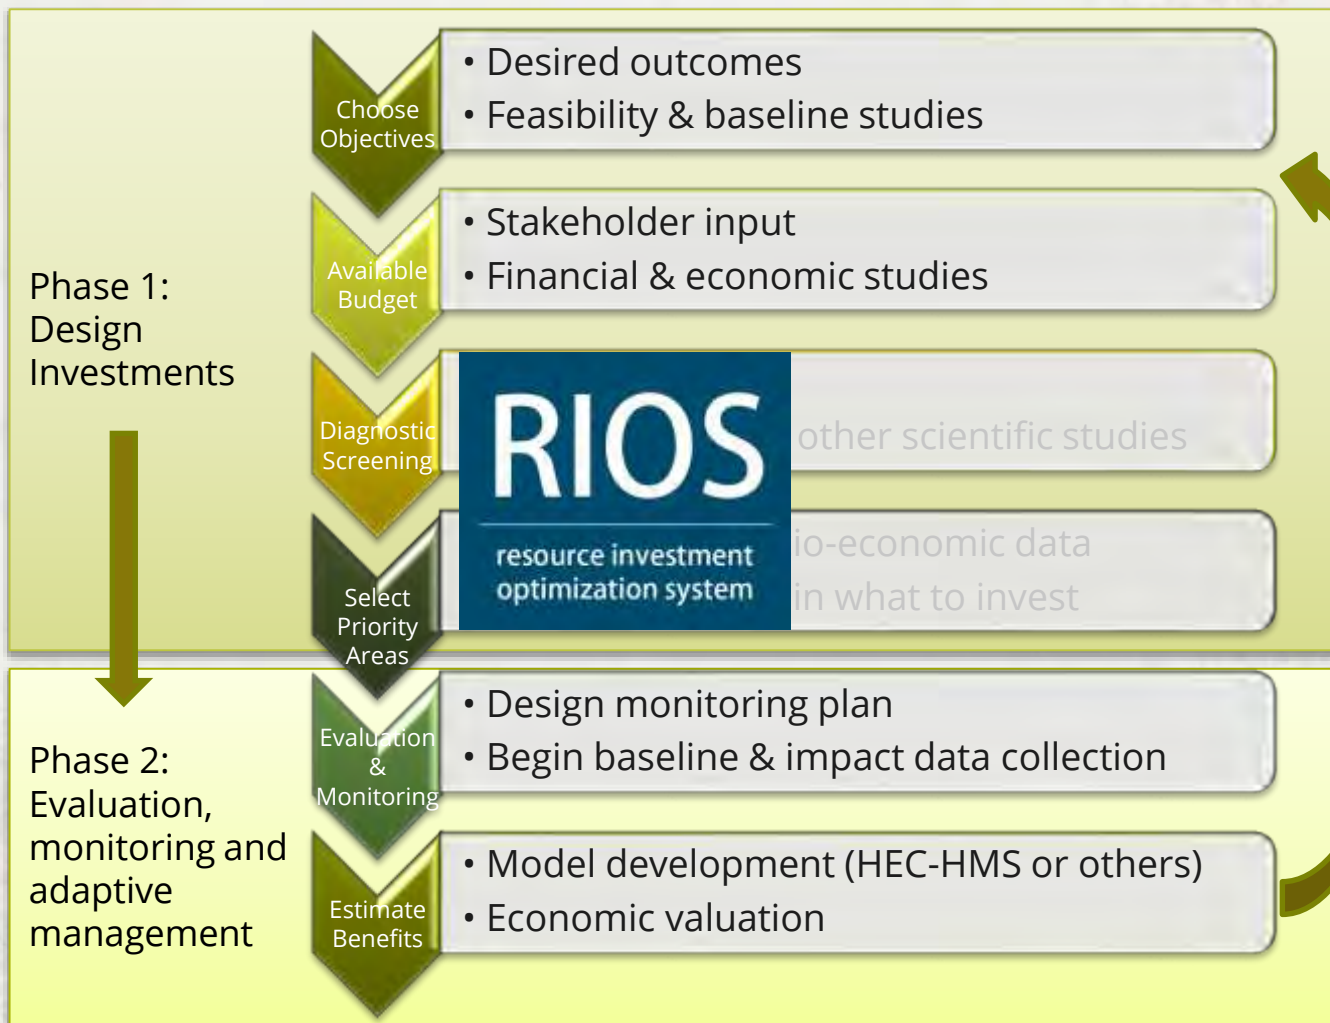 Phase 1:
Design
Investments
Choose
Objectives
• Desired outcomes
• Feasibility & baseline studies
Available
Budget
• Stakeholder input
• Financial & economic studies
Diagnostic
Screening
other scientific studies
RIOS
resource investment
optimization system
Select
Priority
Areas
io-economic data
in what to invest
Phase 2:
Evaluation,
monitoring and
adaptive
management
Evaluation
&
Monitoring
• Design monitoring plan
• Begin baseline & impact data collection
Estimate
Benefits
• Model development (HEC-HMS or others)
• Economic valuation